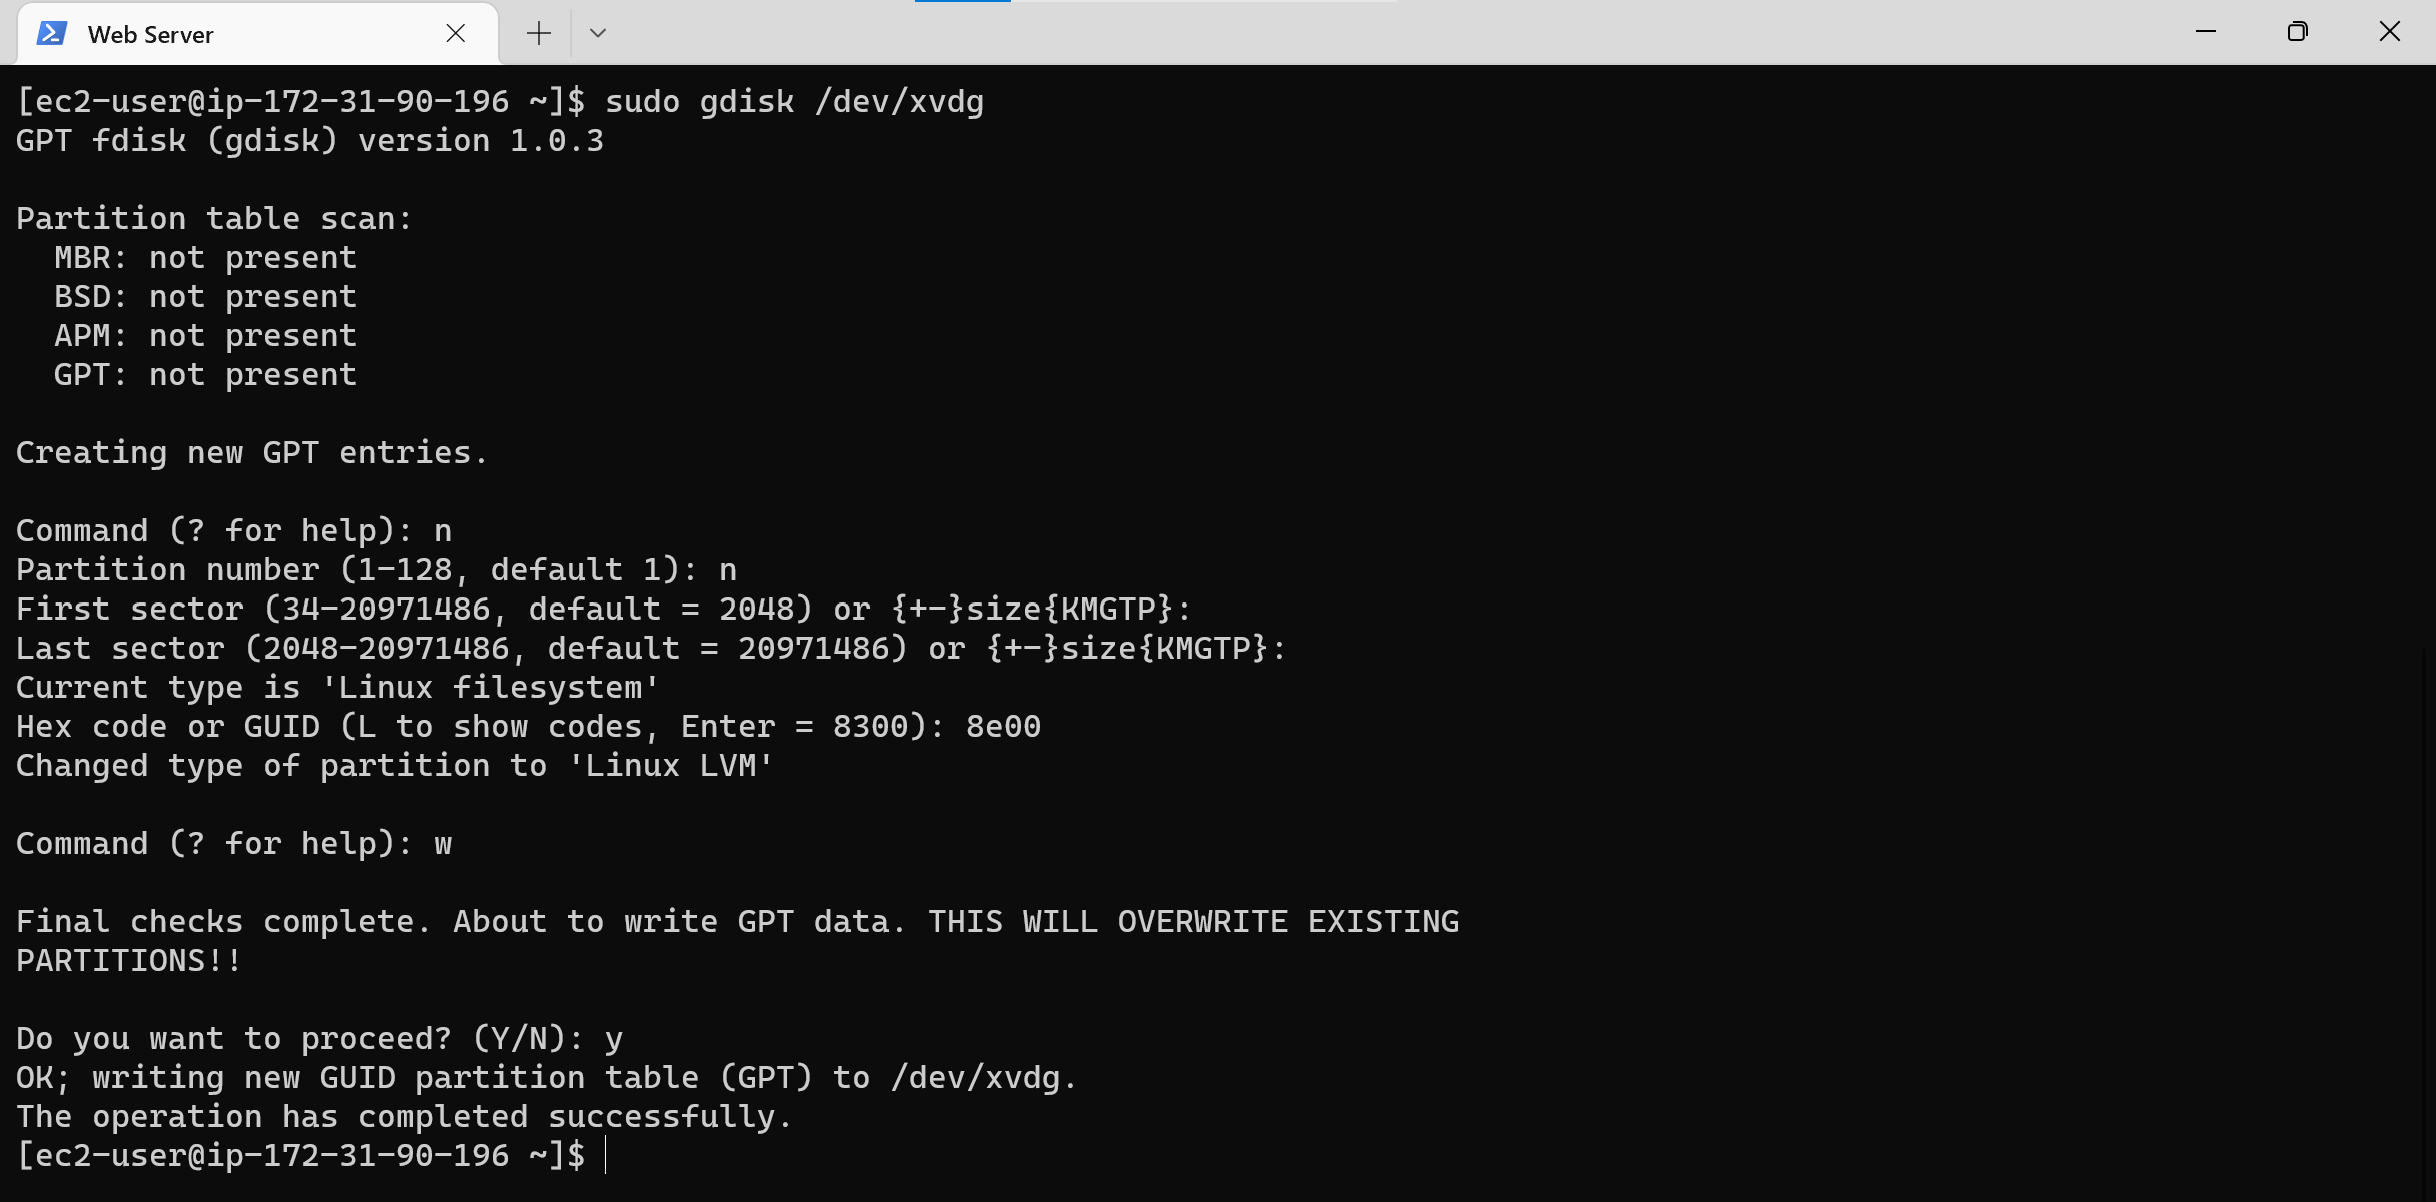 Web Server
[ec2-user@ip-172-31-90-196 ~]$ sudo gdisk /dev/xvdg
GPT fdisk (gdisk) version 1.0.3
Partition table scan:
  MBR: not present
  BSD: not present
  APM: not present
  GPT: not present
Creating new GPT entries.
Command (? for help): n
Partition number (1-128, default 1): n
First sector (34-20971486, default = 2048) or {+-}size{KMGTP}:
Last sector (2048-20971486, default = 20971486) or {+-}size{KMGTP}:
Current type is 'Linux filesystem'
Hex code or GUID (L to show codes, Enter = 8300): 8e00
Changed type of partition to 'Linux LVM'
Command (? for help): w
Final checks complete. About to write GPT data. THIS WILL OVERWRITE EXISTING
PARTITIONS!!
Do you want to proceed? (Y/N): y
OK; writing new GUID partition table (GPT) to /dev/xvdg.
The operation has completed successfully.
[ec2-user@ip-172-31-90-196 ~]$